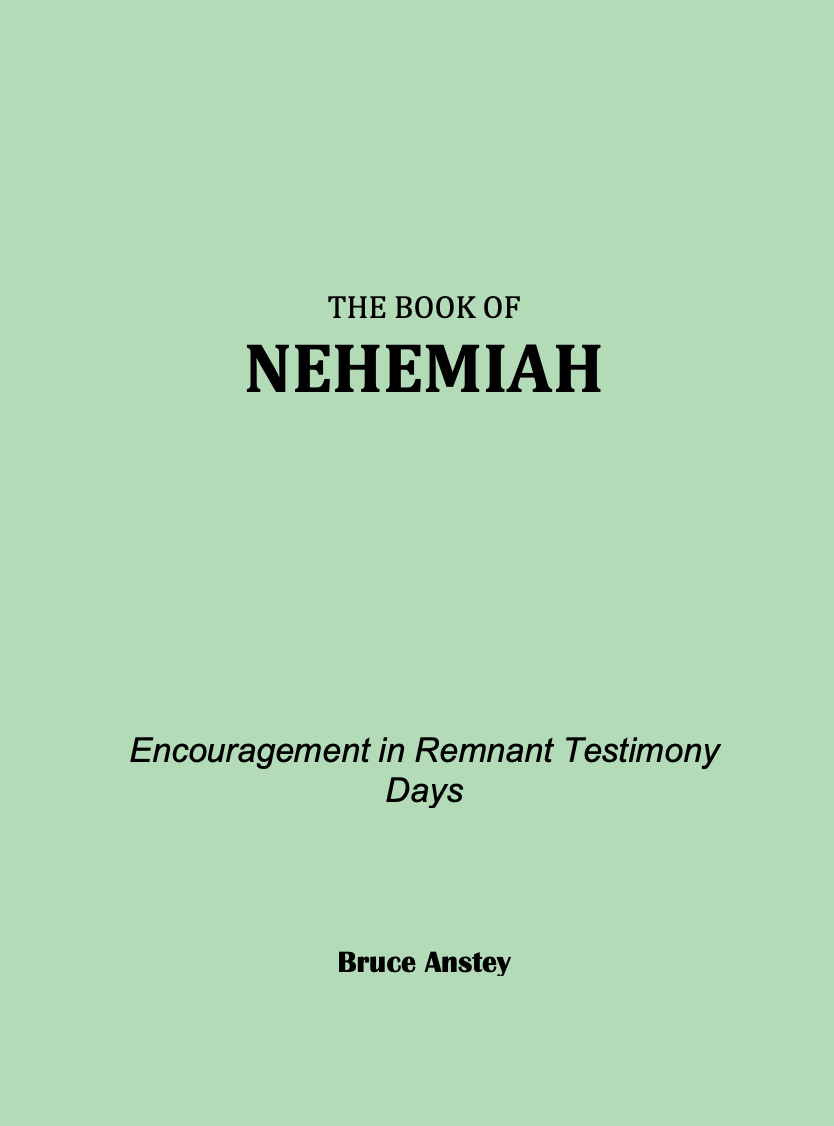 THE BOOK OF
NEHEMIAH
Encouragement in Remnant Testimony
Days
Bruce Anstey